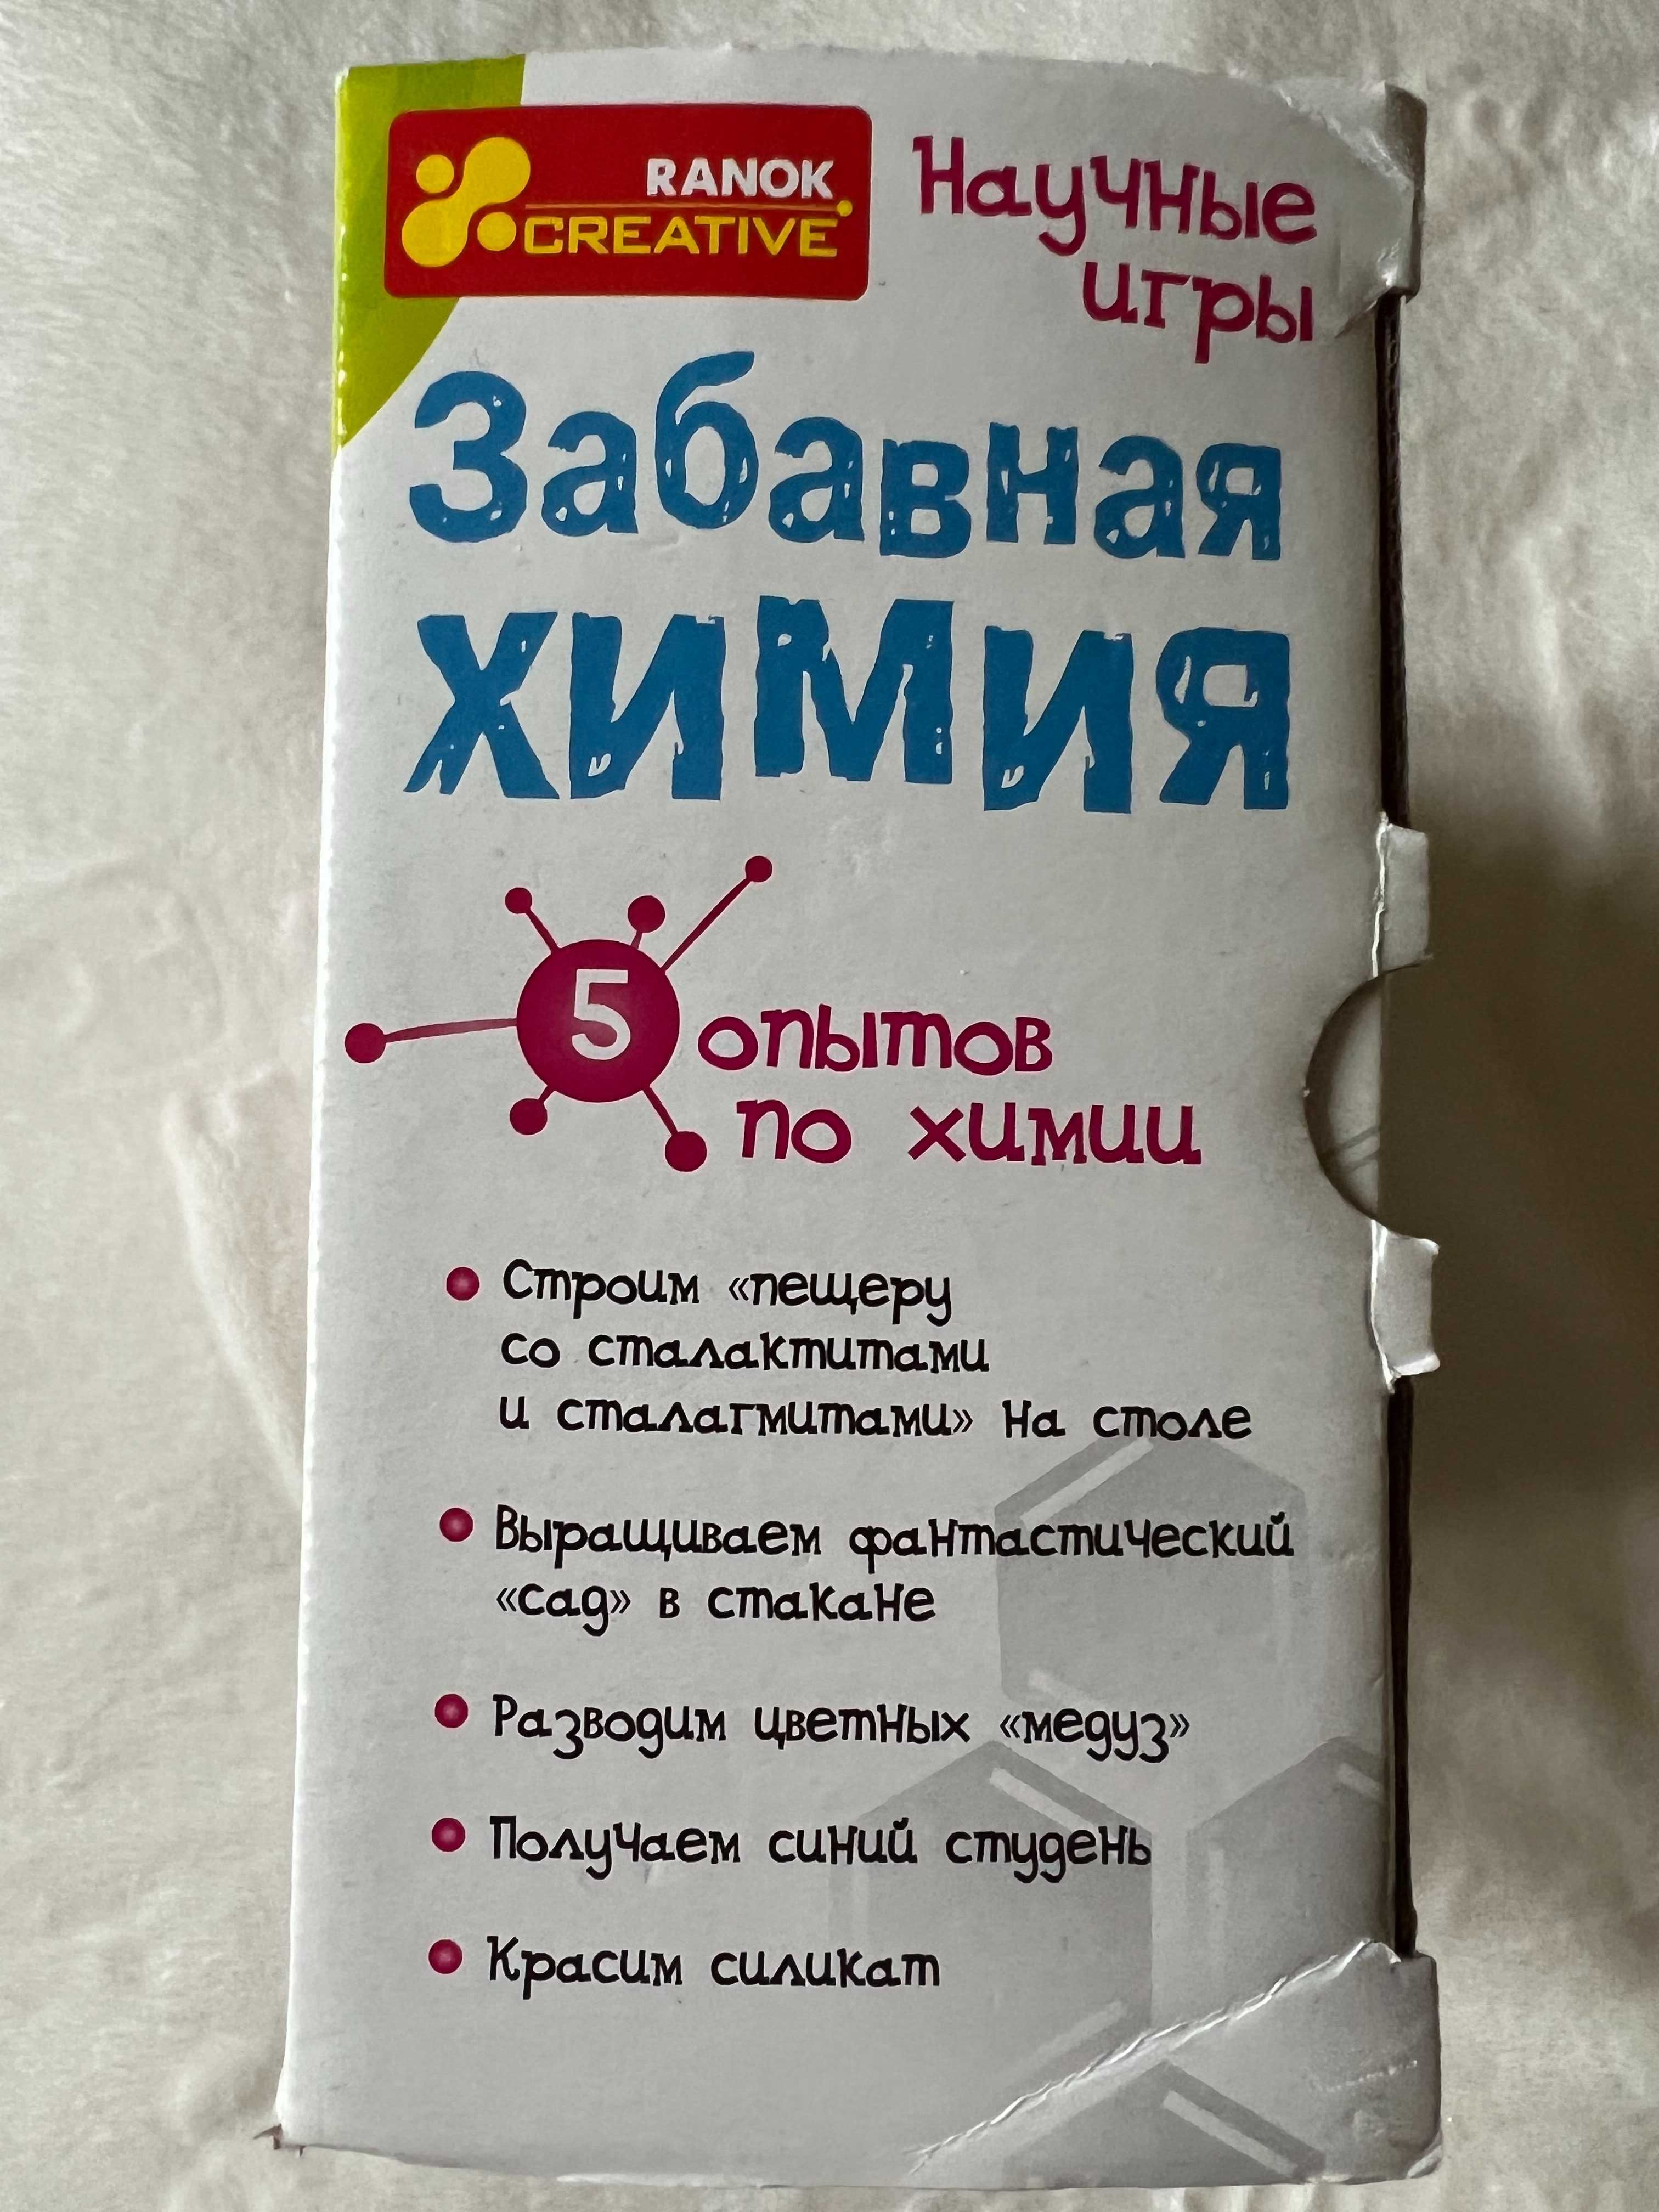 RANOK
CREATIVE
Научные
игры
Забавная
химия
5 опытов
по химии
Строим «пещеру
со сталактитами
и сталагмитами» на столе
Выращиваем фантастический
«сад» в стакане
Разводим цветных «медуз»
Получаем синий студень
Красим силикат